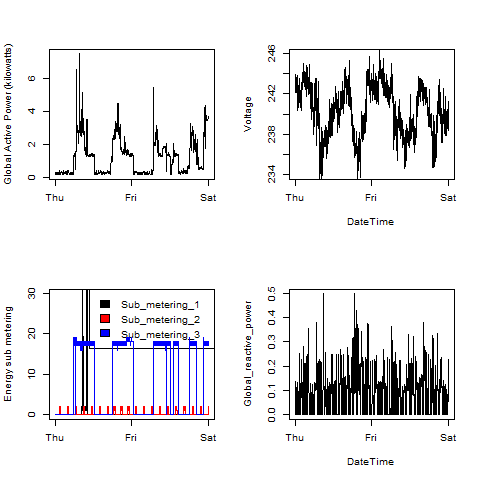 Global Active Power (kilowatts)
0 2 4 6
Thu Fri Sat
Voltage
234 238 242 246
Thu Fri Sat
DateTime
Energy sub metering
0 10 20 30
Sub_metering_1
Sub_metering_2
Sub_metering_3
Thu Fri Sat
Global_reactive_power
0.0 0.1 0.2 0.3 0.4 0.5
Thu Fri Sat
DateTime